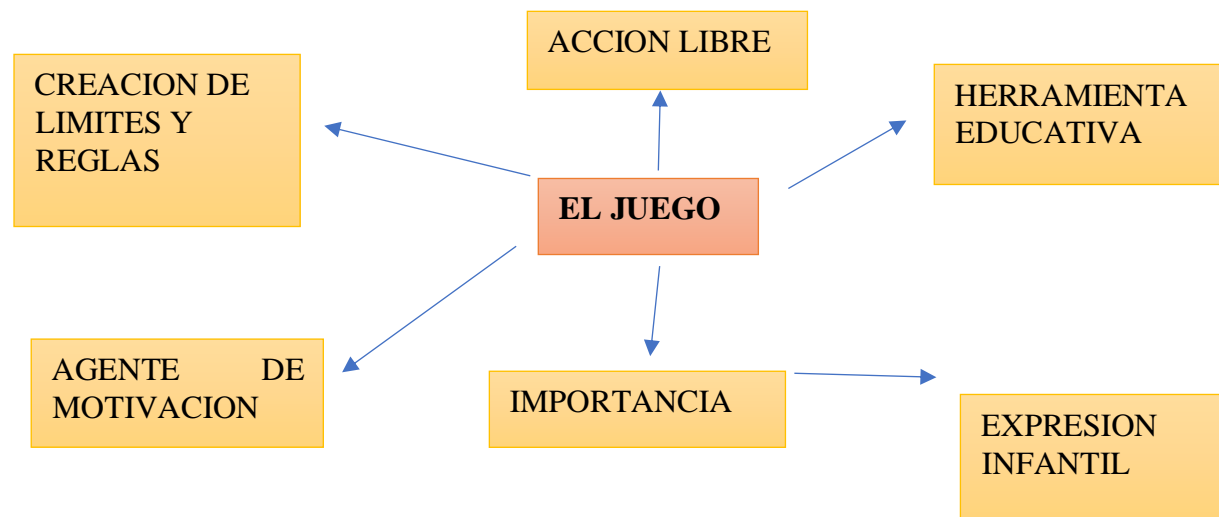 ACCION LIBRE
CREACION DE
LIMITES Y
REGLAS
HERRAMIENTA
EDUCATIVA
EL JUEGO
AGENTE DE
MOTIVACION
IMPORTANCIA
EXPRESION
INFANTIL